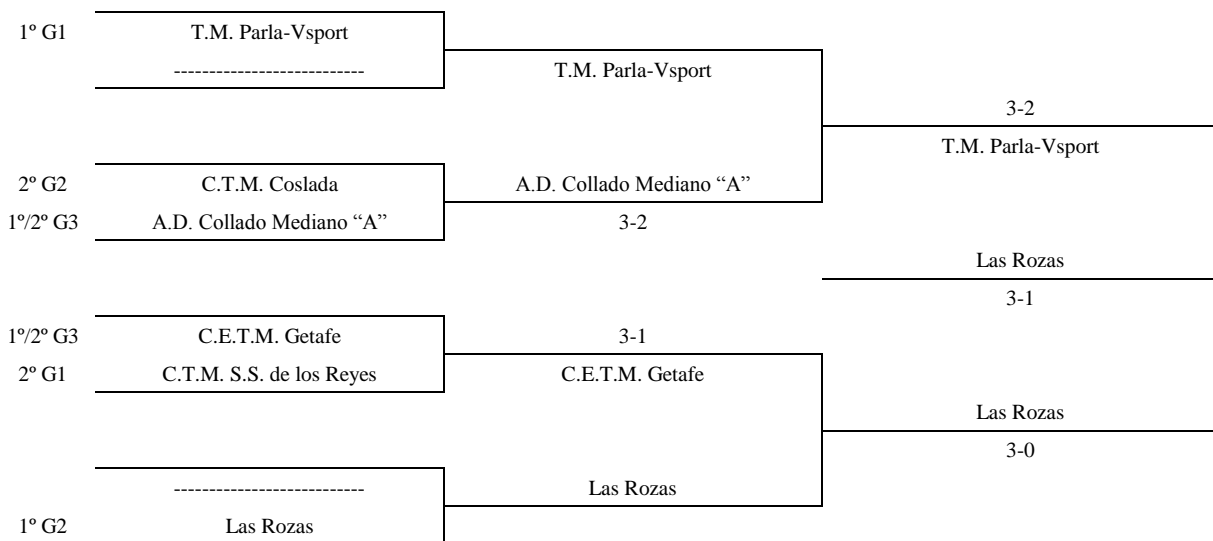 1º G1 T.M. Parla-Vsport
---------------------------
T.M. Parla-Vsport
3-2
T.M. Parla-Vsport
2º G2 C.T.M. Coslada A.D. Collado Mediano “A”
1º/2º G3 A.D. Collado Mediano “A” 3-2
Las Rozas
3-1
1º/2º G3 C.E.T.M. Getafe 3-1
2º G1 C.T.M. S.S. de los Reyes C.E.T.M. Getafe
Las Rozas
3-0
--------------------------- Las Rozas
1º G2 Las Rozas